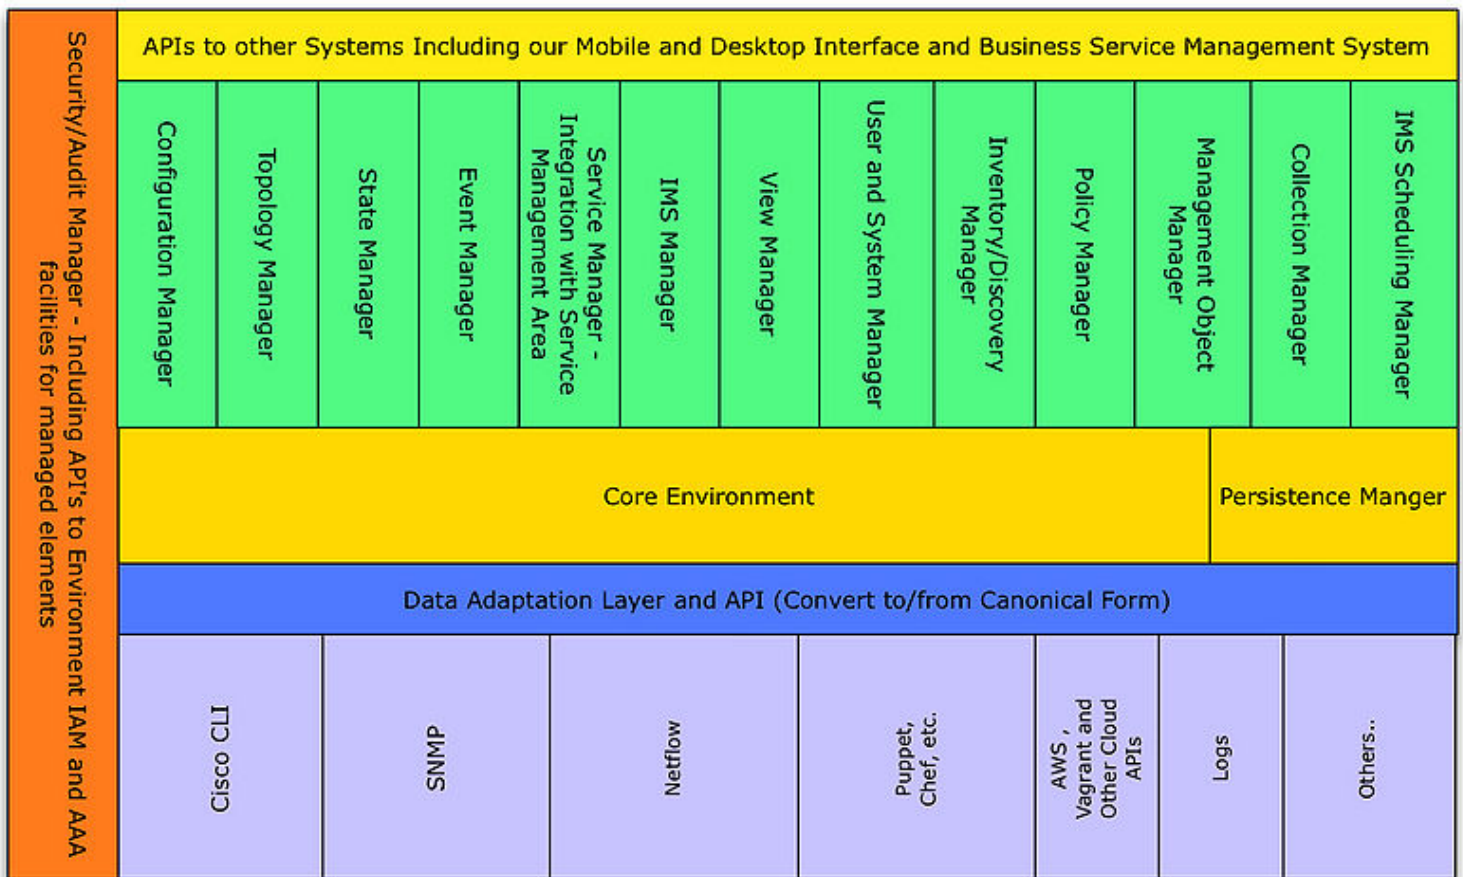 Security/Audit Manager - Including API's to Environment IAM and AAA
facilities for managed elements
APIs to other Systems Including our Mobile and Desktop Interface and Business Service Management System
Configuration Manager
Topology Manager
State Manager
Event Manager
Service Manager -
Integration with Service
Management Area
IMS Manager
View Manager
User and System Manager
Inventory/Discovery
Manager
Policy Manager
Management Object
Manager
Collection Manager
IMS Scheduling Manager
Core Environment
Persistence Manger
Data Adaptation Layer and API (Convert to/from Canonical Form)
Cisco CLI
SNMP
Netflow
Puppet,
Chef, etc.
AWS ,
Vagrant and
Other Cloud
APIs
Logs
Others..